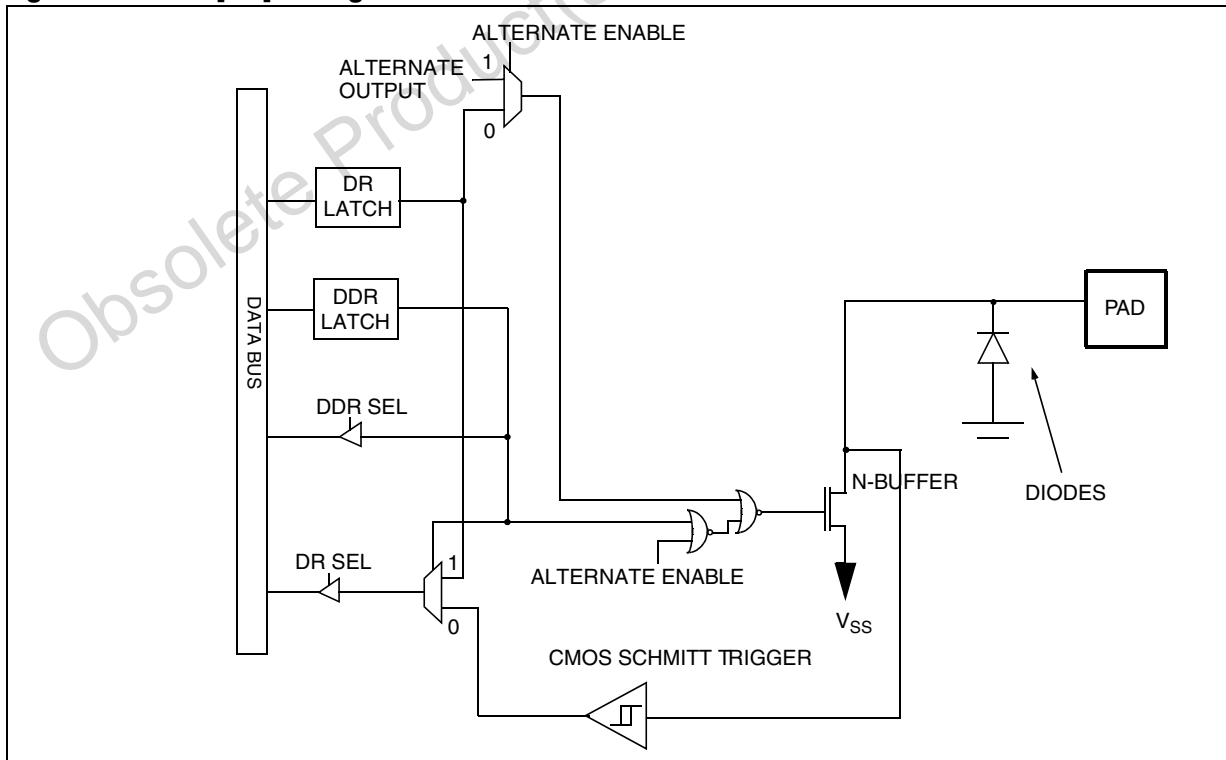 ALTERNATE ENABLE
1
ALTERNATE
OUTPUT
0
DR
LATCH
DDR
LATCH
DATA BUS
PAD
DDR SEL
N-BUFFER
DIODES
DR SEL
1
ALTERNATE ENABLE
0
VSS
CMOS SCHMITT TRIGGER
Obsolete Product(